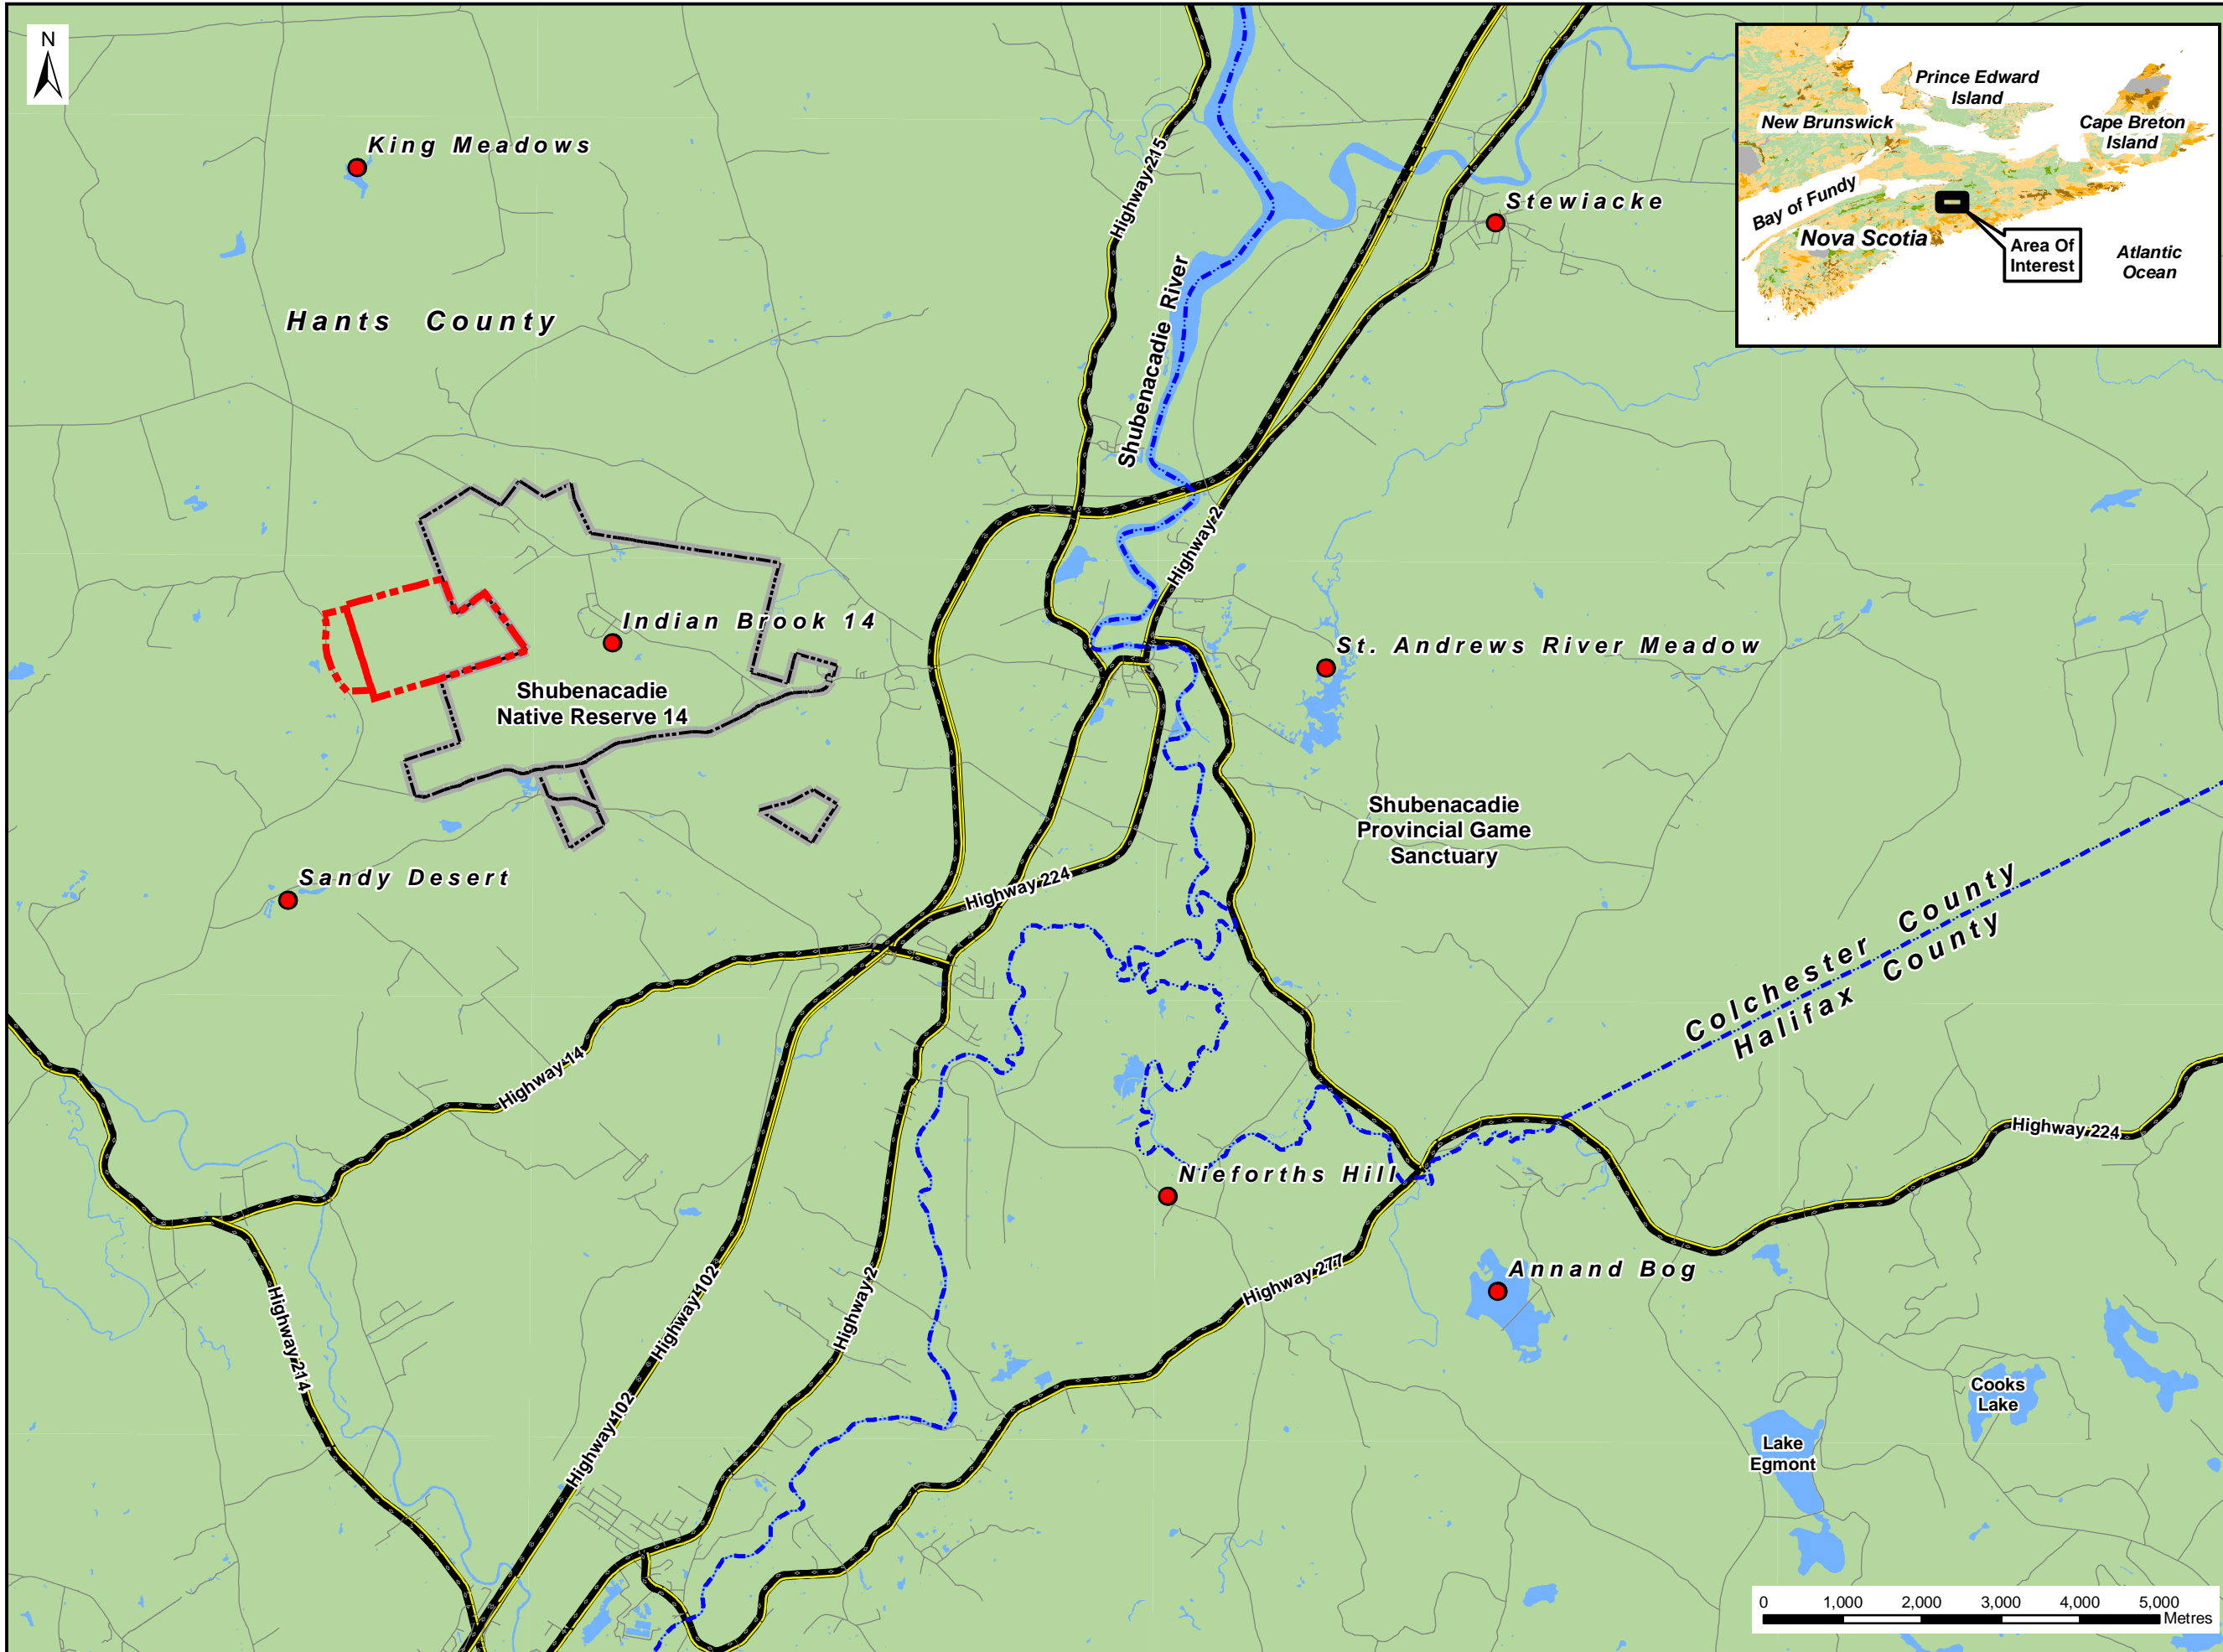 N
King Meadows
Hants County
Highway 215
Shubenacadie River
Stewiacke
Prince Edward
Island
New Brunswick
Cape Breton
Island
Bay of Fundy
Nova Scotia
Area Of
Interest
Atlantic
Ocean
Highway 2
Indian Brook 14
Shubenacadie
Native Reserve 14
St. Andrews River Meadow
Shubenacadie
Provincial Game
Sanctuary
Sandy Desert
Highway 224
Colchester County
Halifax County
Highway 14
Highway 224
Nieforths Hill
Annand Bog
Highway 277
Highway 214
Highway 102
Highway 2
Highway 102
Cooks
Lake
Lake
Egmont
0 1,000 2,000 3,000 4,000 5,000
Metres